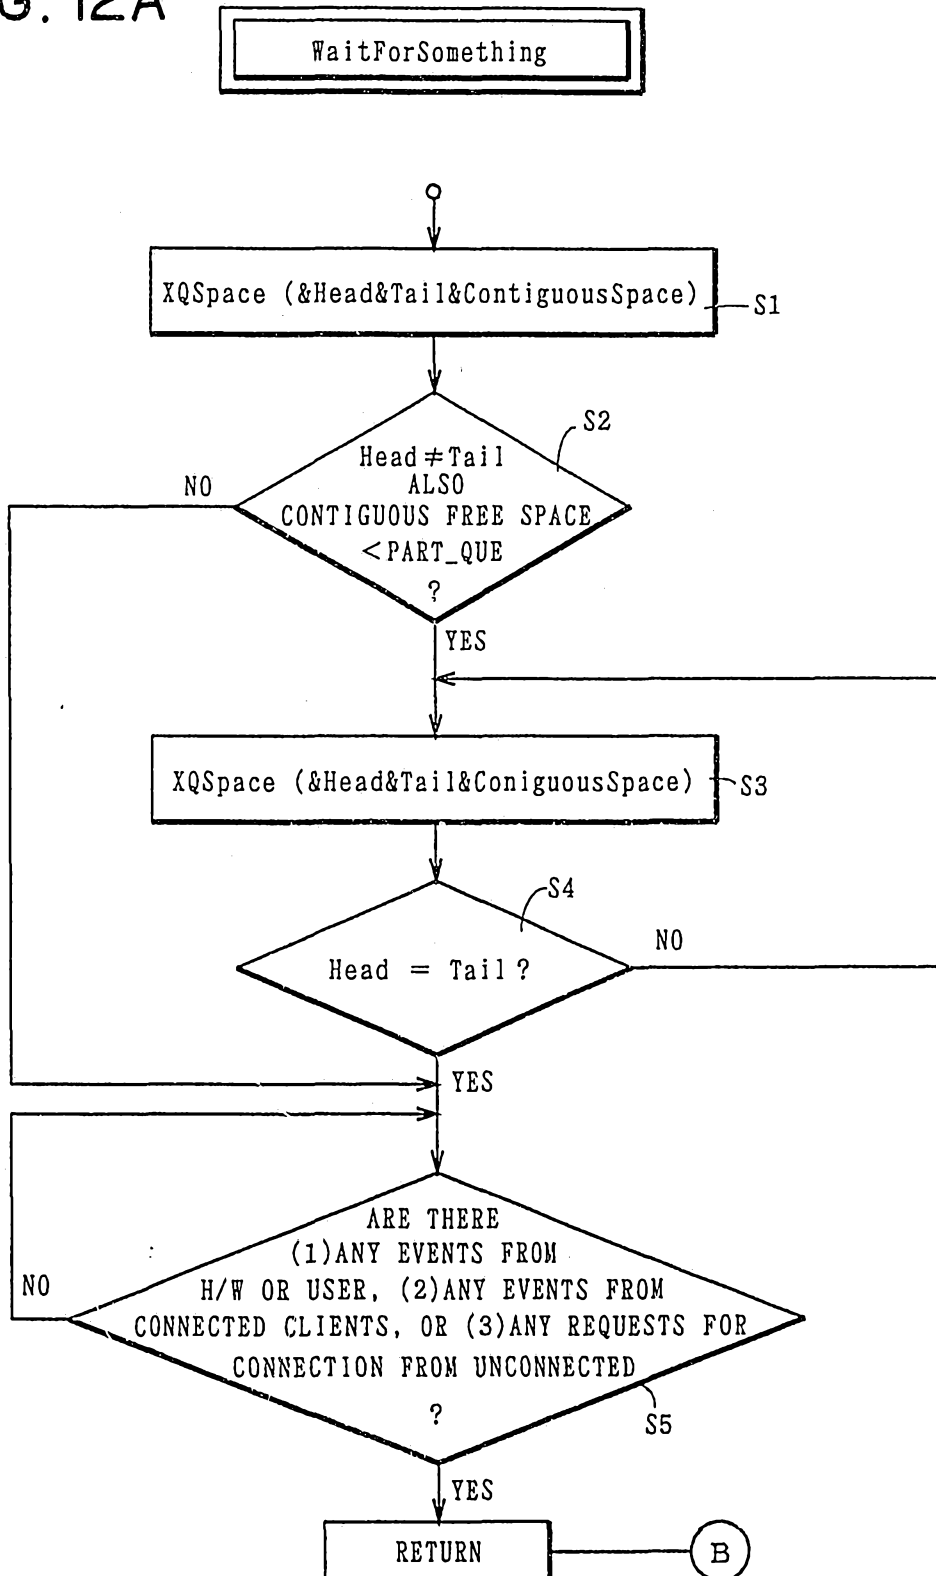 G. 12A
WaitForSomething
XQSpace (&Head&Tail&ContiguousSpace)
S1
S2
Head≠Tail
ALSO
CONTIGUOUS FREE SPACE
<PART_QUE
?
NO
YES
XQSpace (&Head&Tail&ConiguousSpace)
S3
S4
Head = Tail?
NO
YES
ARE THERE
(1)ANY EVENTS FROM
H/W OR USER, (2)ANY EVENTS FROM
CONNECTED CLIENTS, OR (3)ANY REQUESTS FOR
CONNECTION FROM UNCONNECTED
?
NO
S5
YES
RETURN
B